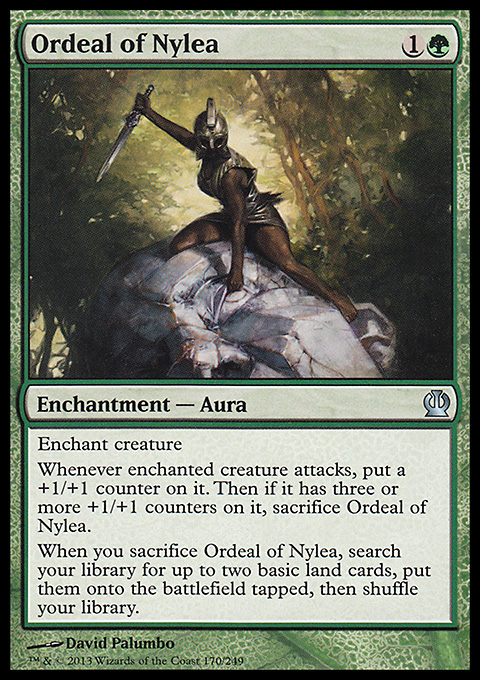 Ordeal of Nylea 1
Enchantment — Aura
Enchant creature
Whenever enchanted creature attacks, put a
+1/+1 counter on it. Then if it has three or
more +1/+1 counters on it, sacrifice Ordeal of
Nylea.
When you sacrifice Ordeal of Nylea, search
your library for up to two basic land cards, put
them onto the battlefield tapped, then shuffle
your library.
David Palumbo
™ & © 2013 Wizards of the Coast 170/249